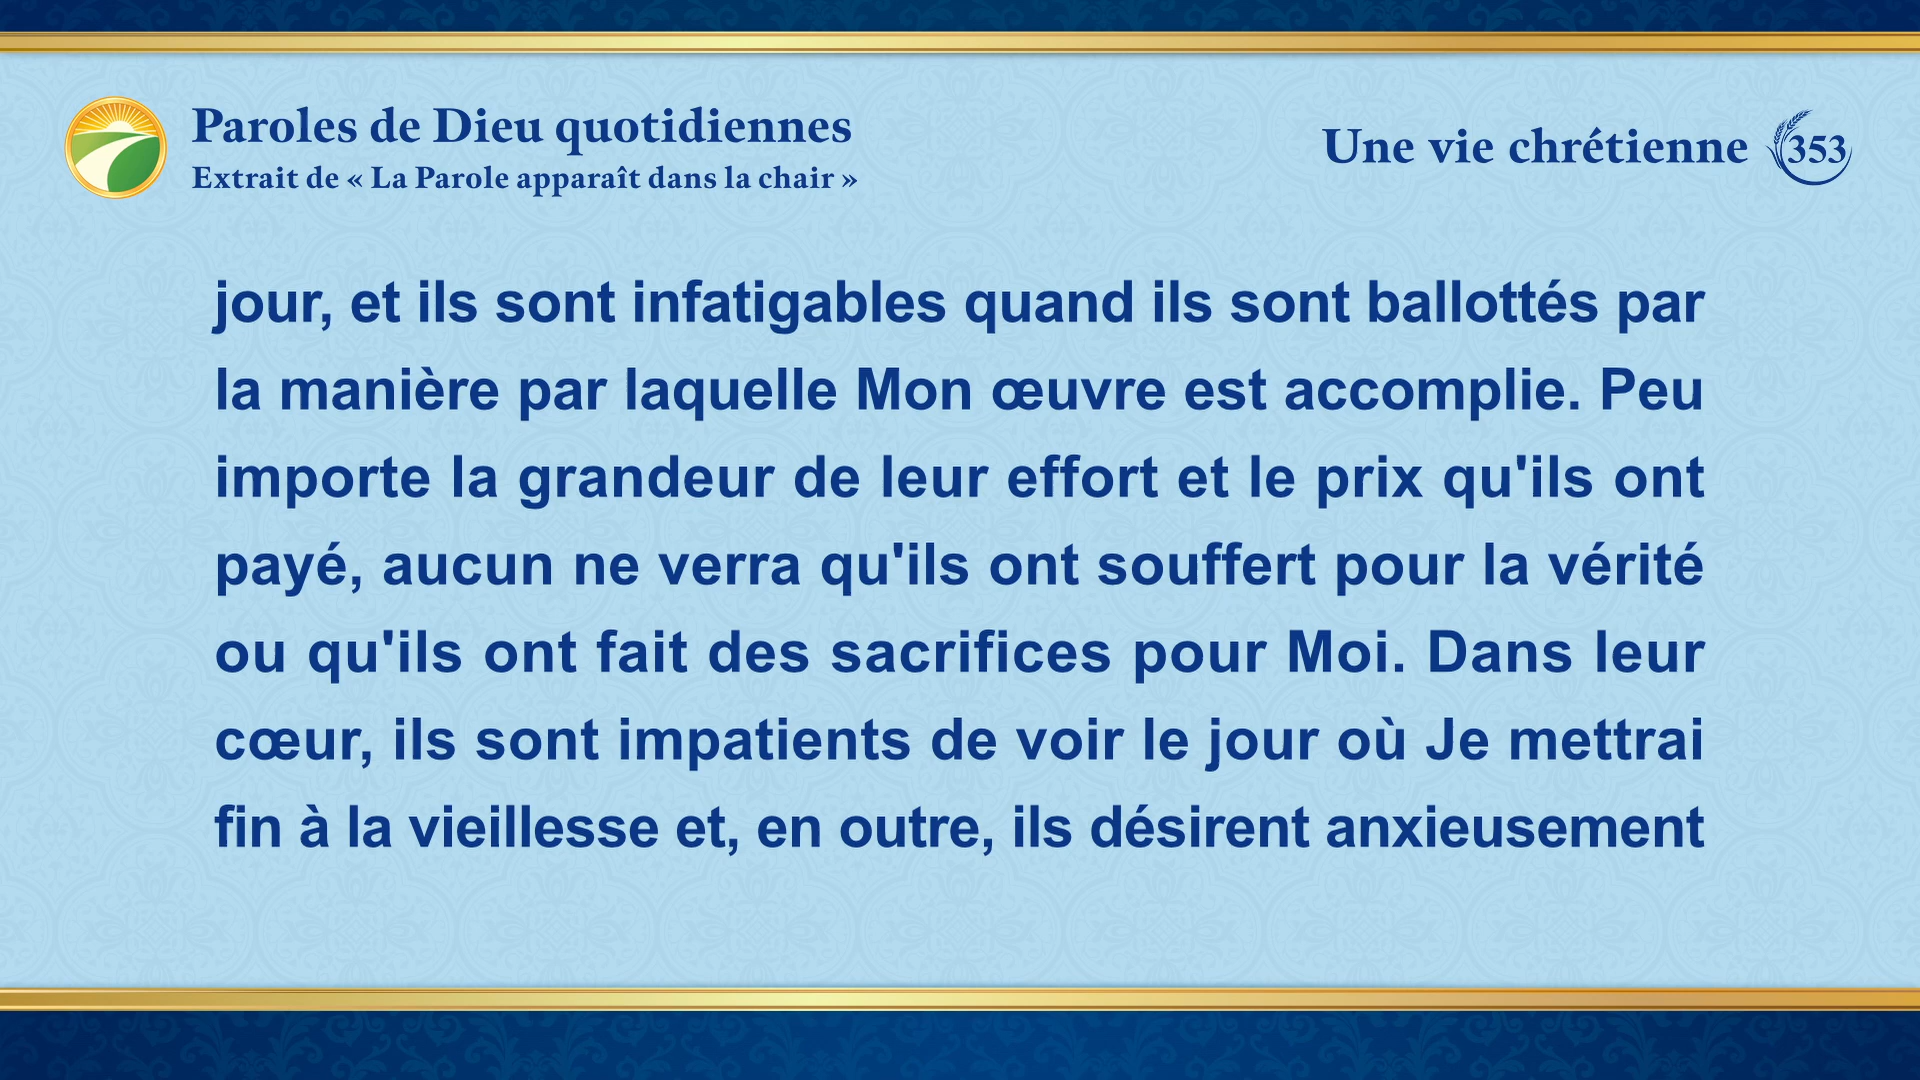 Paroles de Dieu quotidiennes
Extrait de « La Parole apparaît dans la chair »
Une vie chrétienne 353
jour, et ils sont infatigables quand ils sont ballottés par
la manière par laquelle Mon œuvre est accomplie. Peu
importe la grandeur de leur effort et le prix qu'ils ont
payé, aucun ne verra qu'ils ont souffert pour la vérité
ou qu'ils ont fait des sacrifices pour Moi. Dans leur
cœur, ils sont impatients de voir le jour où Je mettrai
fin à la vieillesse et, en outre, ils désirent anxieusement